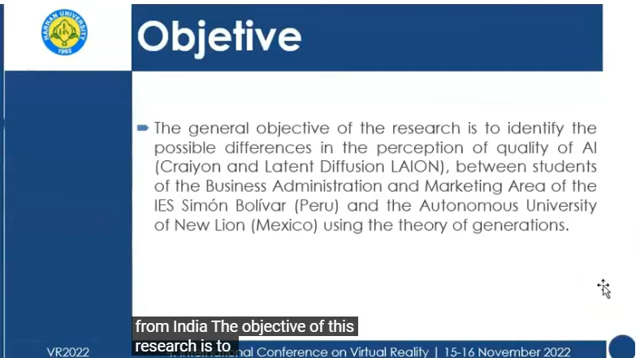 HARRAN UNIVERSITY
1992
Objetive
The general objective of the research is to identify the
possible differences in the perception of quality of AI
(Craiyon and Latent Diffusion LAION), between students
of the Business Administration and Marketing Area of the
IES Simón Bolívar (Peru) and the Autonomous University
of New Lion (Mexico) using the theory of generations.
from India The objective of this
research is to
VR2022
Conference on Virtual Reality | 15-16 November 2022